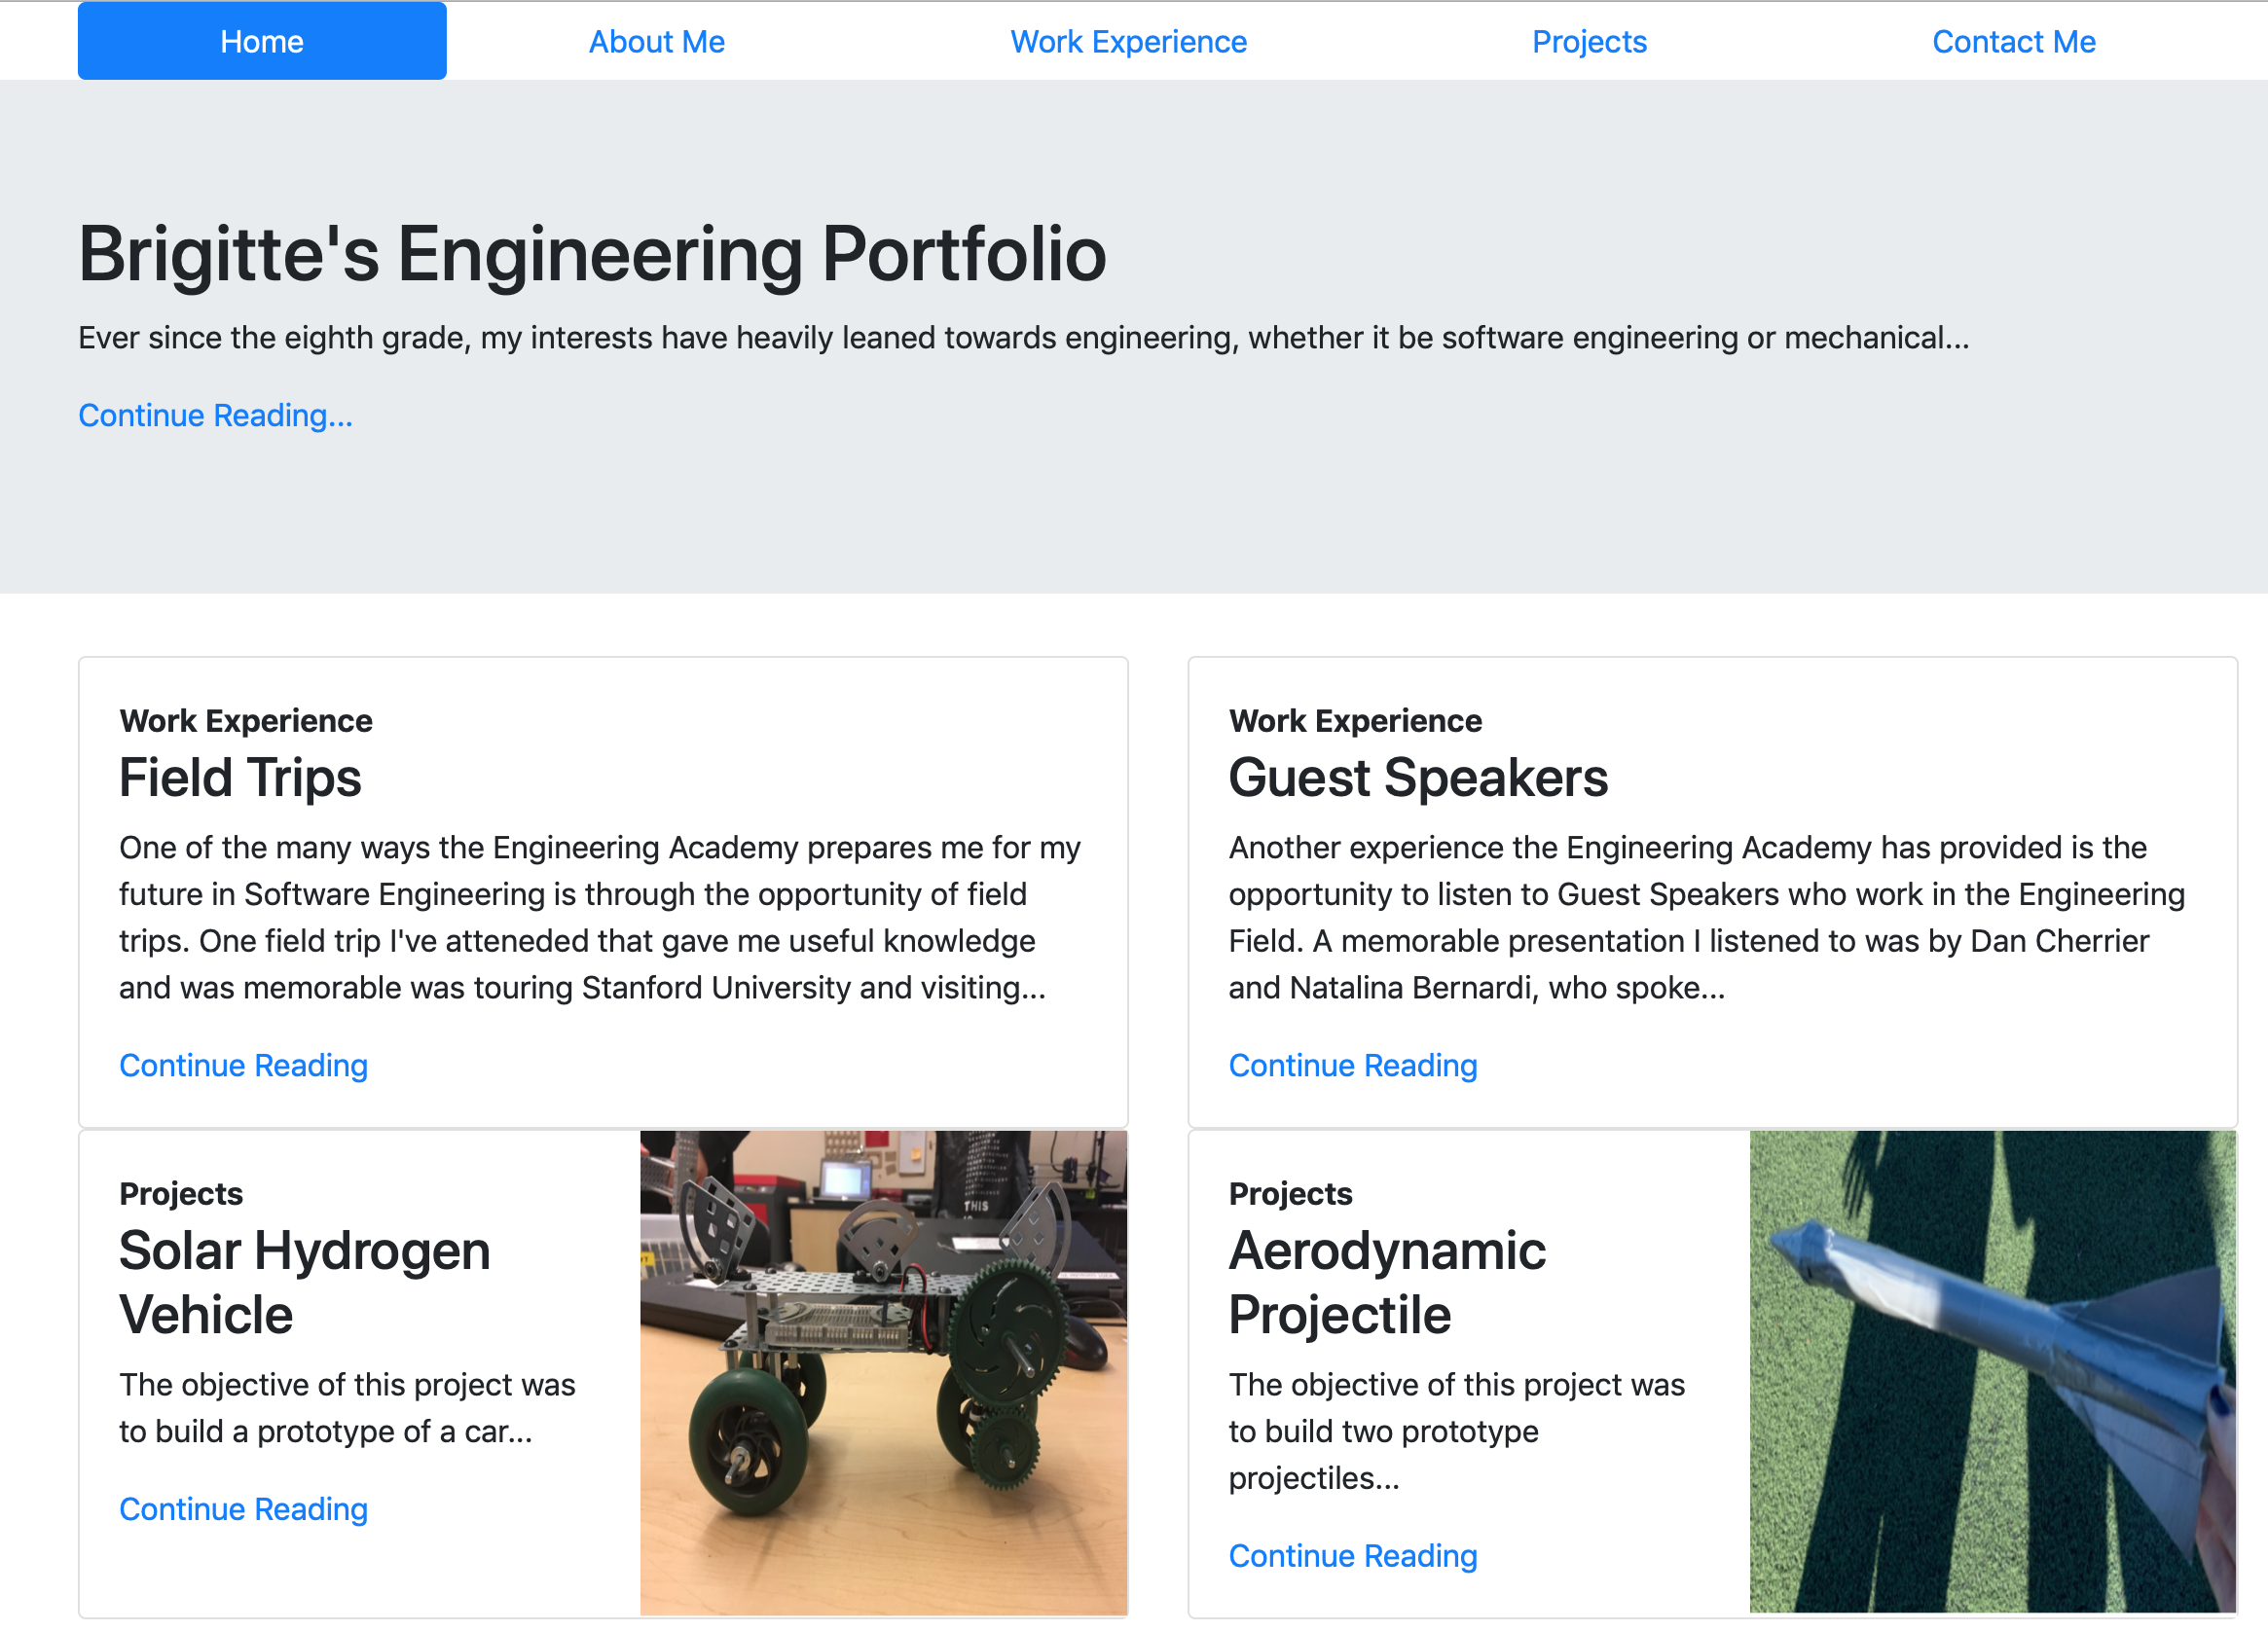 Home
About Me
Work Experience
Projects
Contact Me
Brigitte's Engineering Portfolio
Ever since the eighth grade, my interests have heavily leaned towards engineering, whether it be software engineering or mechanical...
Continue Reading...
Work Experience
Field Trips
One of the many ways the Engineering Academy prepares me for my
future in Software Engineering is through the opportunity of field
trips. One field trip I've atteneded that gave me useful knowledge
and was memorable was touring Stanford University and visiting...
Continue Reading
Work Experience
Guest Speakers
Another experience the Engineering Academy has provided is the
opportunity to listen to Guest Speakers who work in the Engineering
Field. A memorable presentation I listened to was by Dan Cherrier
and Natalina Bernardi, who spoke...
Continue Reading
Projects
Solar Hydrogen
Vehicle
The objective of this project was
to build a prototype of a car...
Continue Reading
THIS
Projects
Aerodynamic
Projectile
The objective of this project was
to build two prototype
projectiles...
Continue Reading